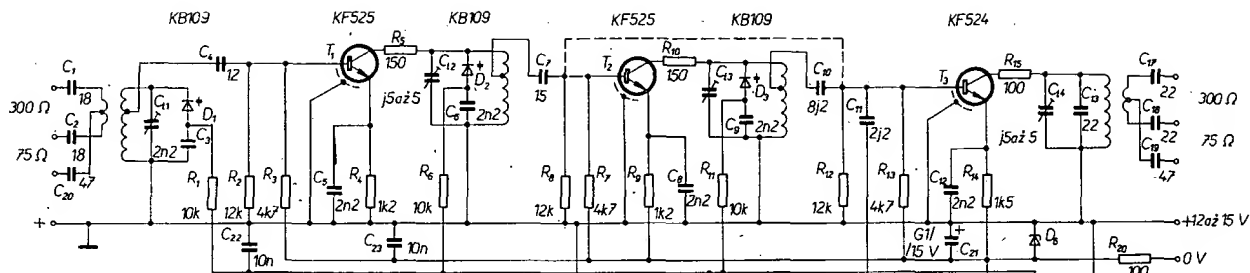 KB109 KF525 KB109 KF525 KB109 KF524
C₁ 18
300 Ω
C₂ 18
75 Ω
C₂₀ 47
C₁₁
D₁
C₃ 2n2
C₄ 12
R₁ 10k
R₂ 12k
R₃ 4k7
C₂₂ 10n
T₁
R₅ 150
C₅ 2n2
R₄ 1k2
C₂₃ 10n
C₁₂ j5až5
D₂
C₆ 2n2
R₆ 10k
C₇ 15
R₈ 12k
R₇ 4k7
T₂
R₁₀ 150
R₉ 1k2
C₈ 2n2
C₁₃
D₃
C₉ 2n2
R₁₁ 10k
C₁₀ 8j2
R₁₂ 12k
C₁₁ 2j2
R₁₃ 4k7
T₃
R₁₅ 100
C₁₂ 2n2
R₁₄ 1k5
G1/ /15 V
C₂₁
C₁₄ j5až5
C₁₃ 22
C₁₇ 22
300 Ω
C₁₈ 22
75 Ω
C₁₉ 47
+
+12až 15 V
R₂₀ 100
0 V